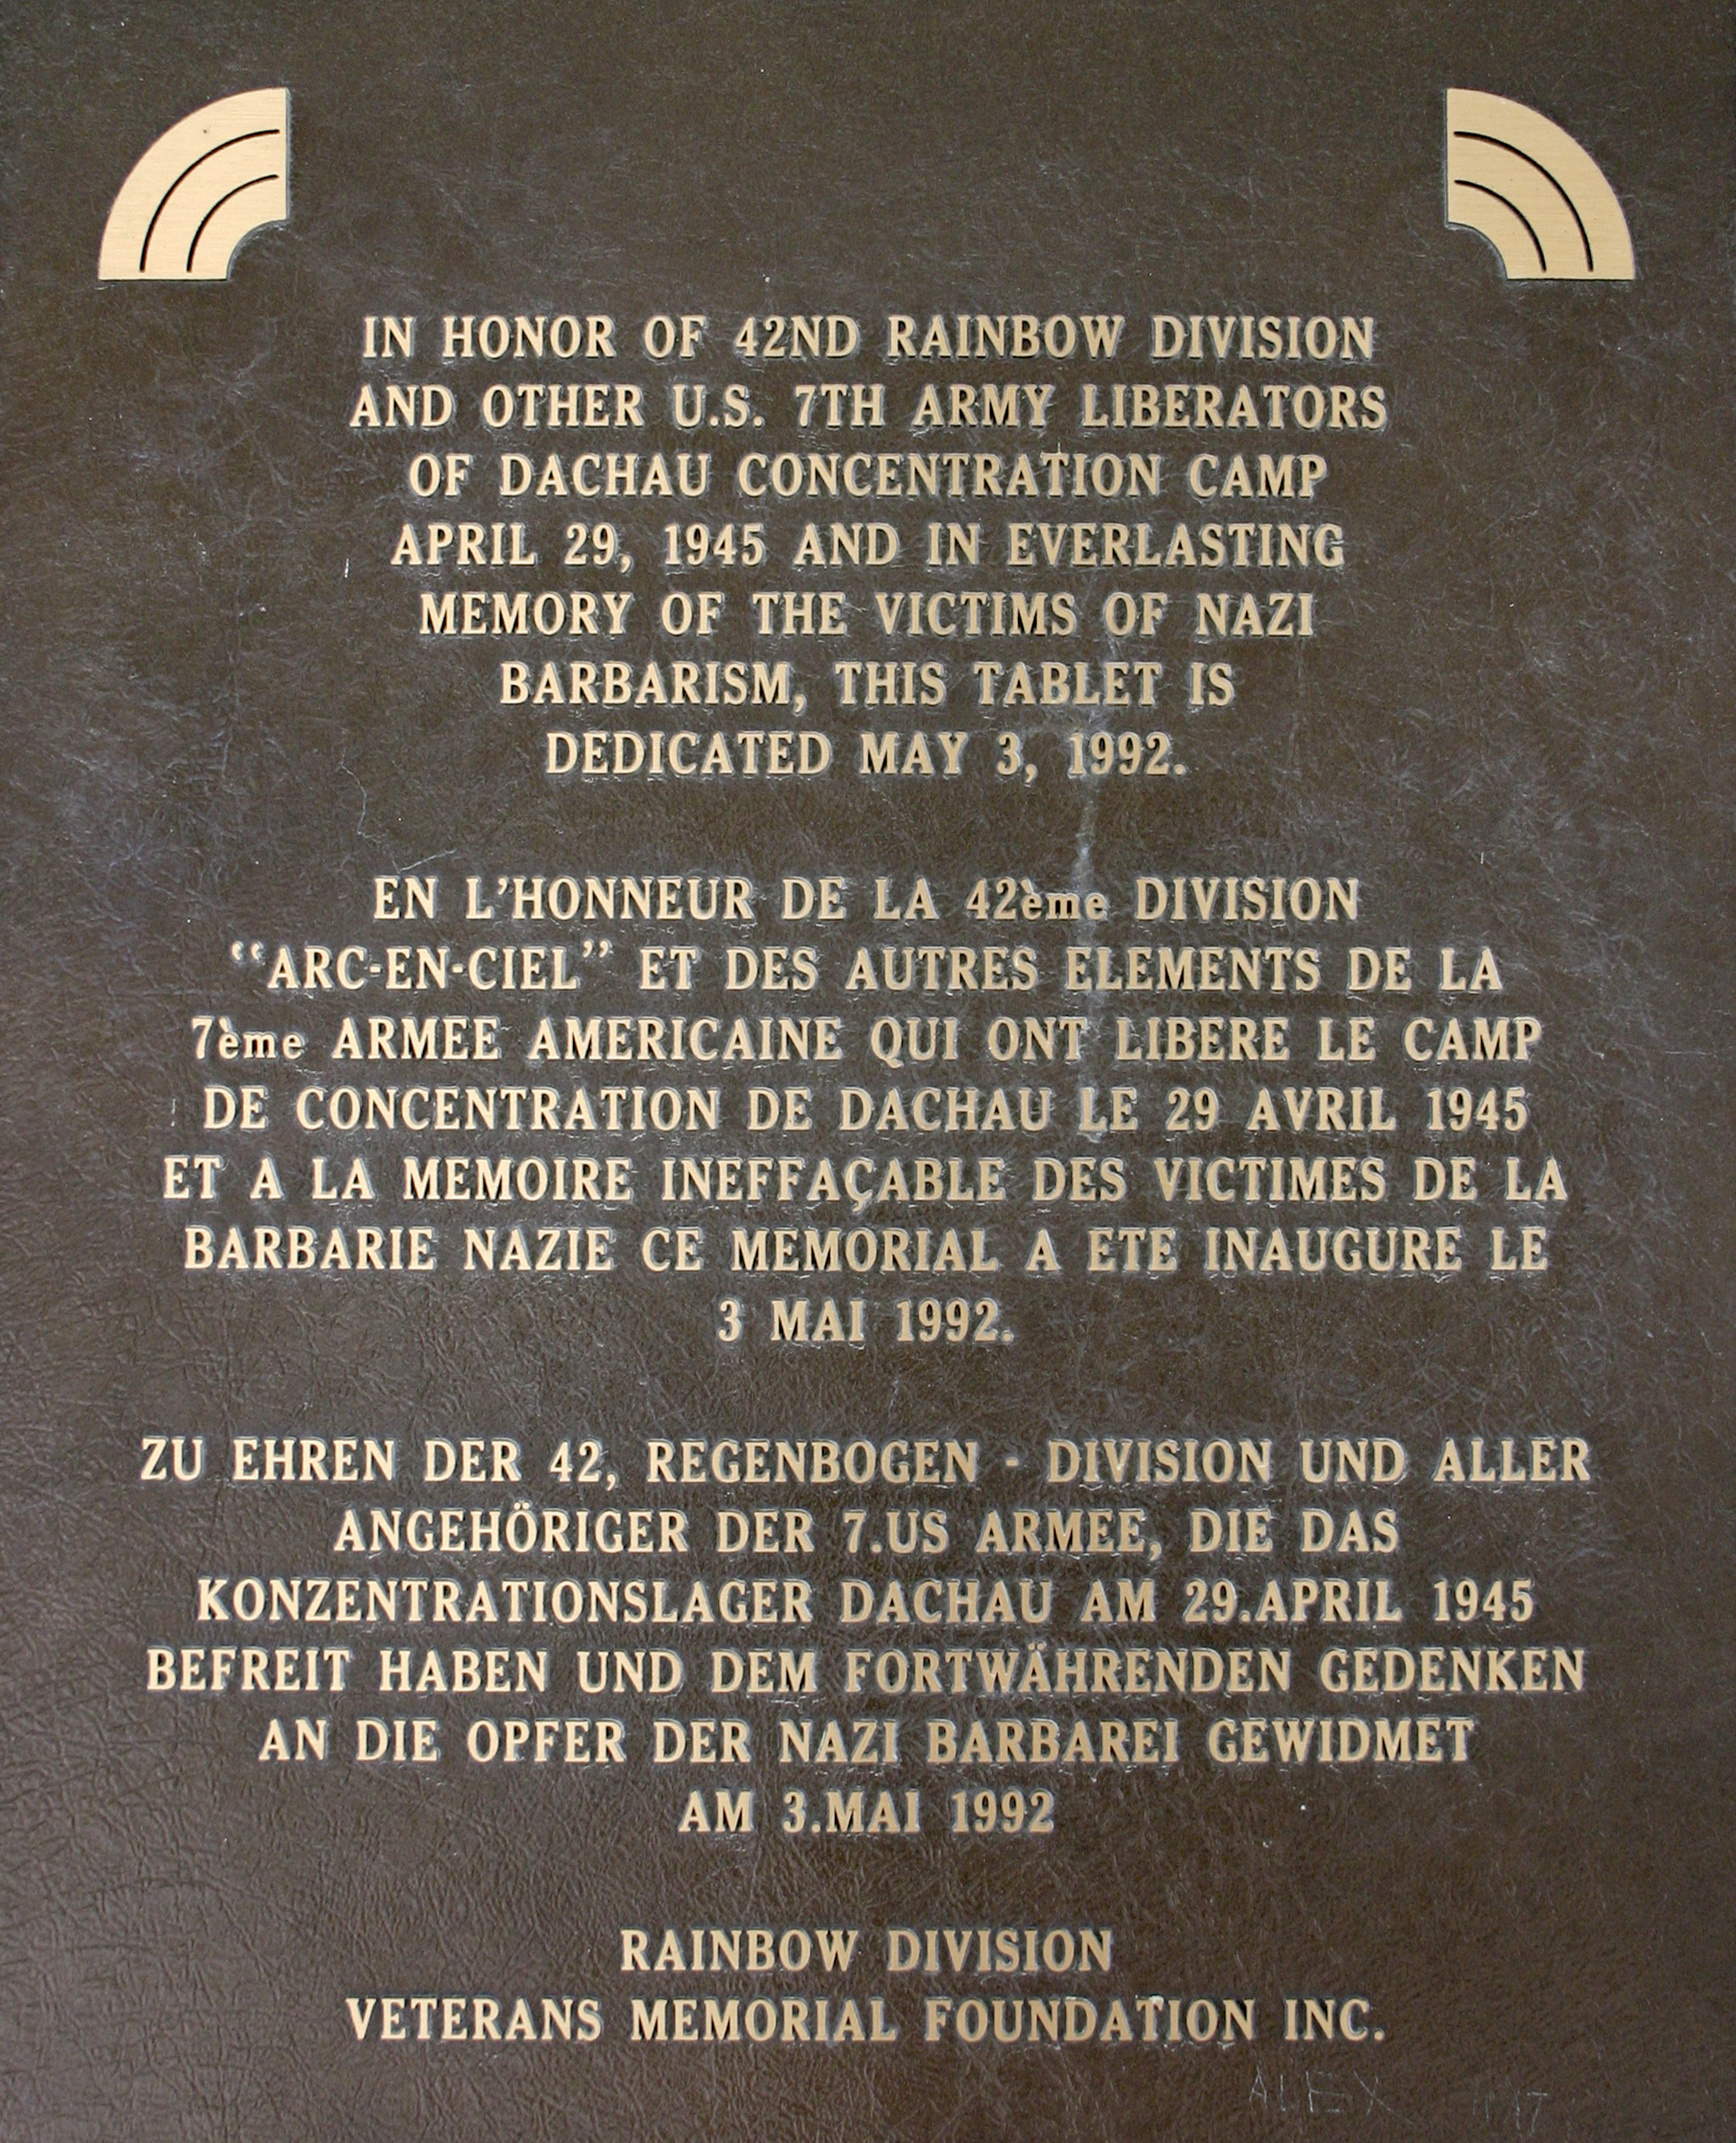 IN HONOR OF 42ND RAINBOW DIVISION
AND OTHER U.S. 7TH ARMY LIBERATORS
OF DACHAU CONCENTRATION CAMP
APRIL 29, 1945 AND IN EVERLASTING
MEMORY OF THE VICTIMS OF NAZI
BARBARISM, THIS TABLET IS
DEDICATED MAY 3, 1992.
EN L'HONNEUR DE LA 42ème DIVISION
“ARC-EN-CIEL” ET DES AUTRES ELEMENTS DE LA
7ème ARMEE AMERICAINE QUI ONT LIBERE LE CAMP
DE CONCENTRATION DE DACHAU LE 29 AVRIL 1945
ET A LA MEMOIRE INEFFAÇABLE DES VICTIMES DE LA
BARBARIE NAZIE CE MEMORIAL A ETE INAUGURE LE
3 MAI 1992.
ZU EHREN DER 42, REGENBOGEN - DIVISION UND ALLER
ANGEHÖRIGER DER 7.US ARMEE, DIE DAS
KONZENTRATIONSLAGER DACHAU AM 29.APRIL 1945
BEFREIT HABEN UND DEM FORTWÄHRENDEN GEDENKEN
AN DIE OPFER DER NAZI BARBAREI GEWIDMET
AM 3.MAI 1992
RAINBOW DIVISION
VETERANS MEMORIAL FOUNDATION INC.
ALEX